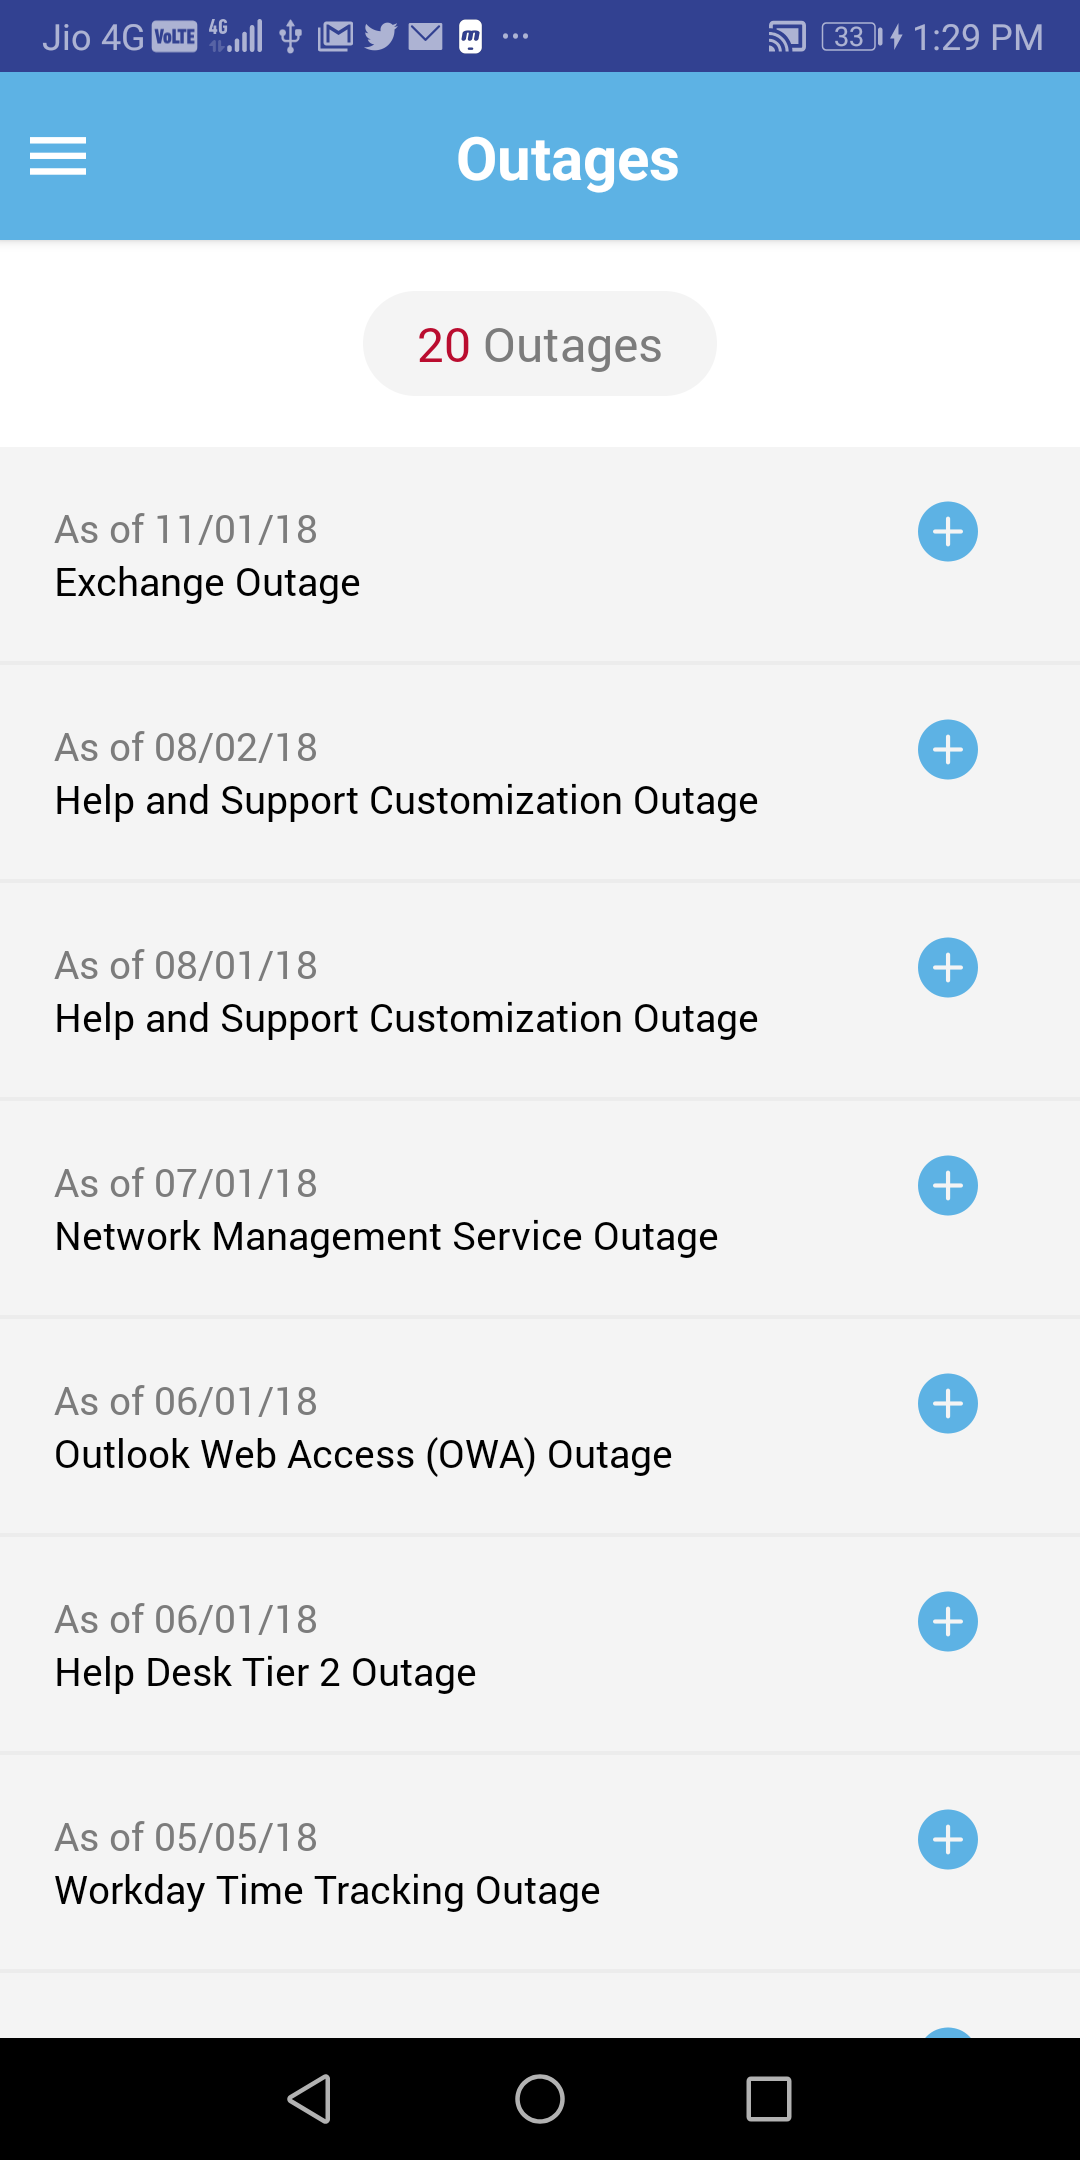 Jio 4G VoLTE 4G 33 1:29 PM
Outages
20 Outages
As of 11/01/18
Exchange Outage
As of 08/02/18
Help and Support Customization Outage
As of 08/01/18
Help and Support Customization Outage
As of 07/01/18
Network Management Service Outage
As of 06/01/18
Outlook Web Access (OWA) Outage
As of 06/01/18
Help Desk Tier 2 Outage
As of 05/05/18
Workday Time Tracking Outage